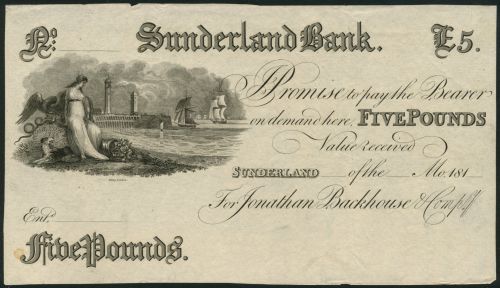 No. Sunderland Bank. £5.
Promise to pay the Bearer
on demand here, FIVE POUNDS
Value received
SUNDERLAND of the Mo. 181
For Jonathan Backhouse & Compy.
Ent.
Five Pounds.